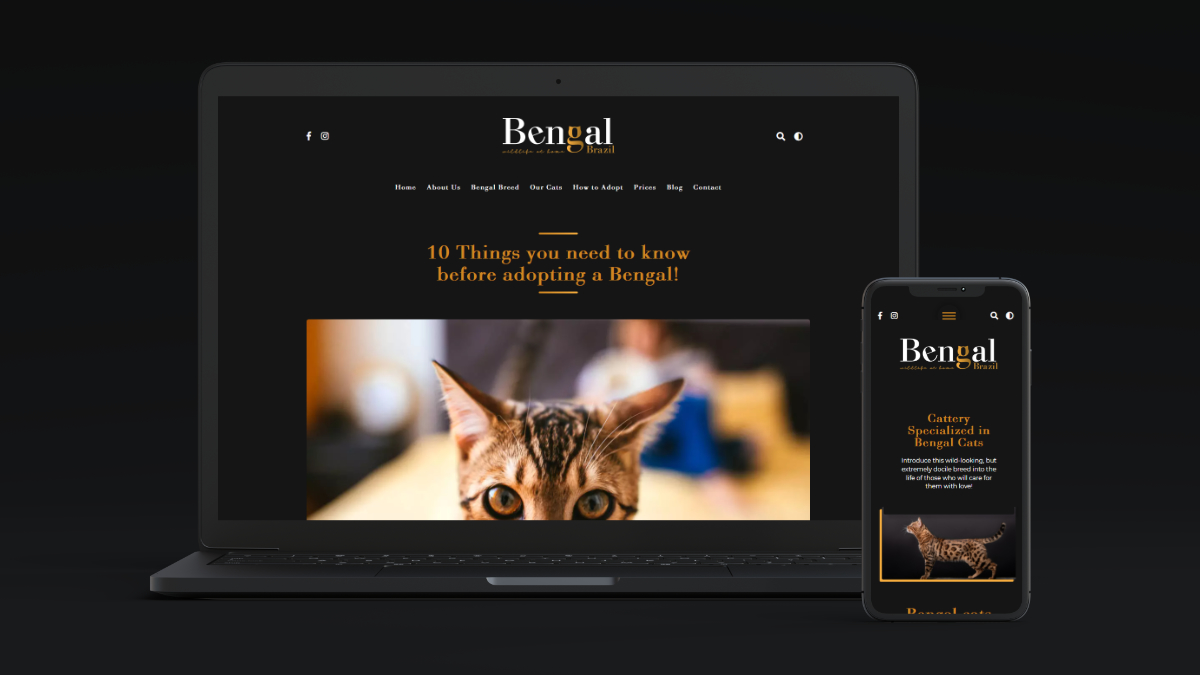 Bengal
wildlife at home Brazil
Home About Us Bengal Breed Our Cats How to Adopt Prices Blog Contact
10 Things you need to know
before adopting a Bengal!
Bengal
wildlife at home Brazil
Cattery
Specialized in
Bengal Cats
Introduce this wild-looking, but
extremely docile breed into the
life of those who will care for
them with love!
Bengal cats